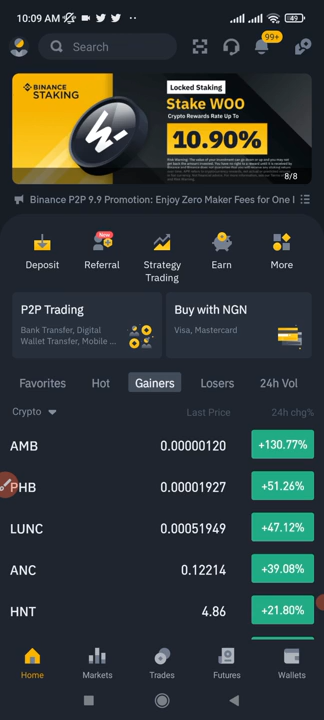 10:09 AM
49
Search
99+
BINANCE
STAKING
Locked Staking
Stake WOO
Crypto Rewards Rate Up To
10.90%
8/8
Binance P2P 9.9 Promotion: Enjoy Zero Maker Fees for One
Deposit
New
Referral
Strategy
Trading
Earn
More
P2P Trading
Bank Transfer, Digital
Wallet Transfer, Mobile ...
Buy with NGN
Visa, Mastercard
Favorites Hot Gainers Losers 24h Vol
Crypto Last Price 24h chg%
AMB 0.00000120 +130.77%
PHB 0.00001927 +51.26%
LUNC 0.00051949 +47.12%
ANC 0.12214 +39.08%
HNT 4.86 +21.80%
Home Markets Trades Futures Wallets